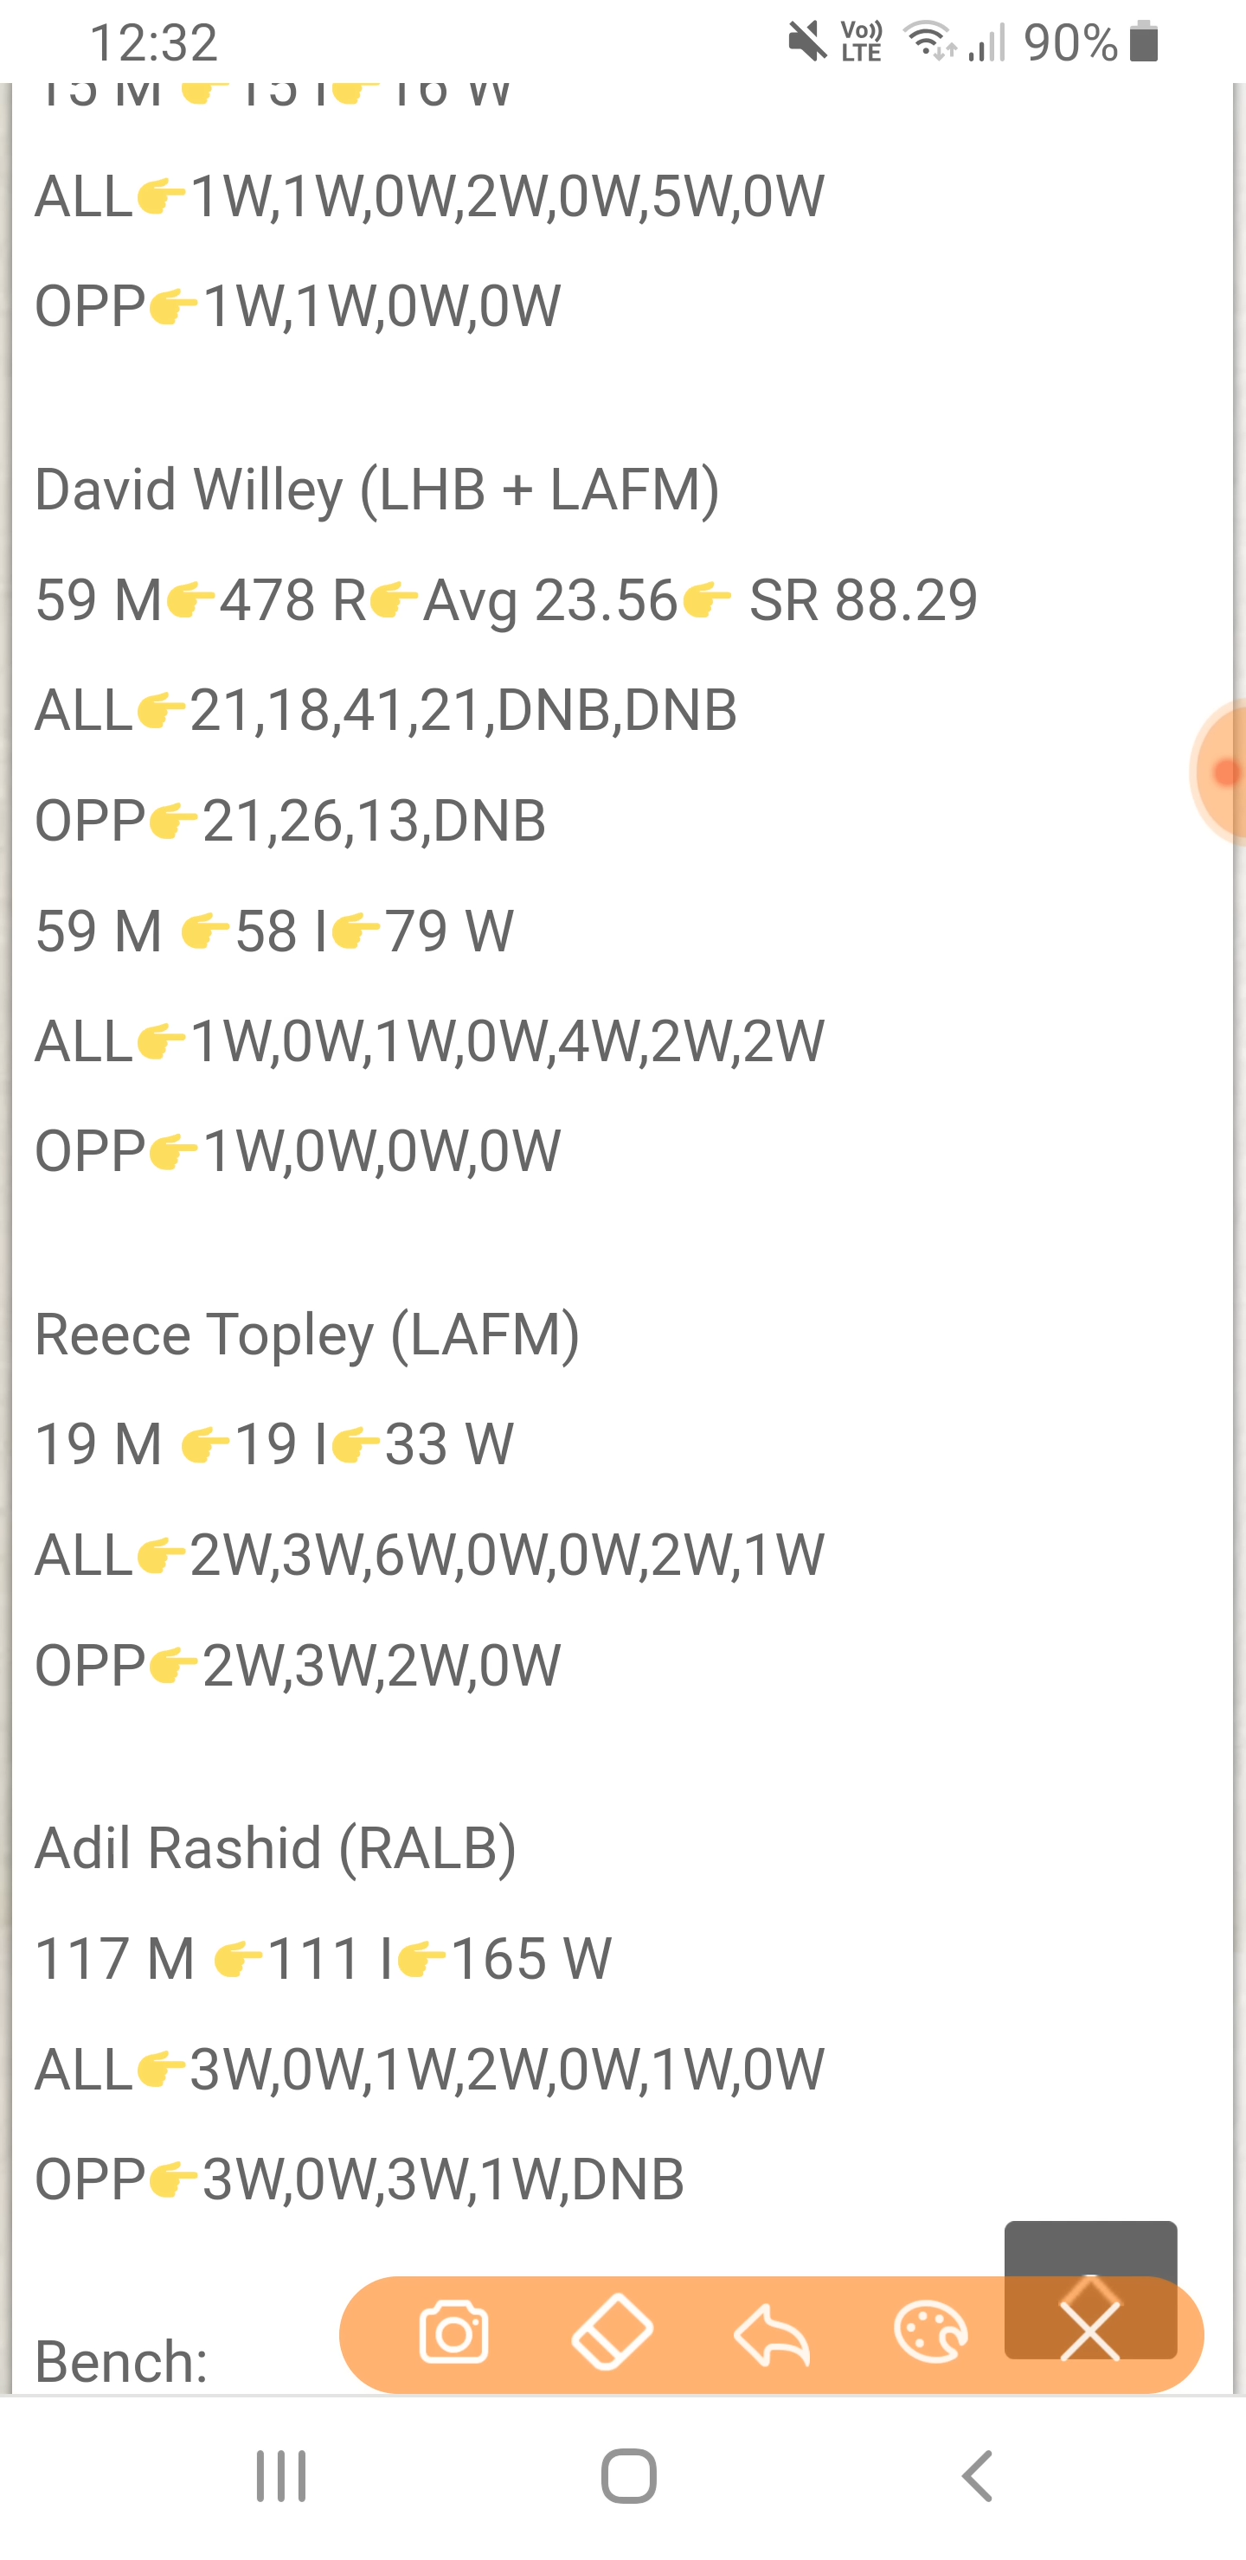 12:32 Vo)) LTE 90%
15 M 👉15 I👉16 W
ALL👉1W,1W,0W,2W,0W,5W,0W
OPP👉1W,1W,0W,0W
David Willey (LHB + LAFM)
59 M👉478 R👉Avg 23.56👉 SR 88.29
ALL👉21,18,41,21,DNB,DNB
OPP👉21,26,13,DNB
59 M 👉58 I👉79 W
ALL👉1W,0W,1W,0W,4W,2W,2W
OPP👉1W,0W,0W,0W
Reece Topley (LAFM)
19 M 👉19 I👉33 W
ALL👉2W,3W,6W,0W,0W,2W,1W
OPP👉2W,3W,2W,0W
Adil Rashid (RALB)
117 M 👉111 I👉165 W
ALL👉3W,0W,1W,2W,0W,1W,0W
OPP👉3W,0W,3W,1W,DNB
Bench: